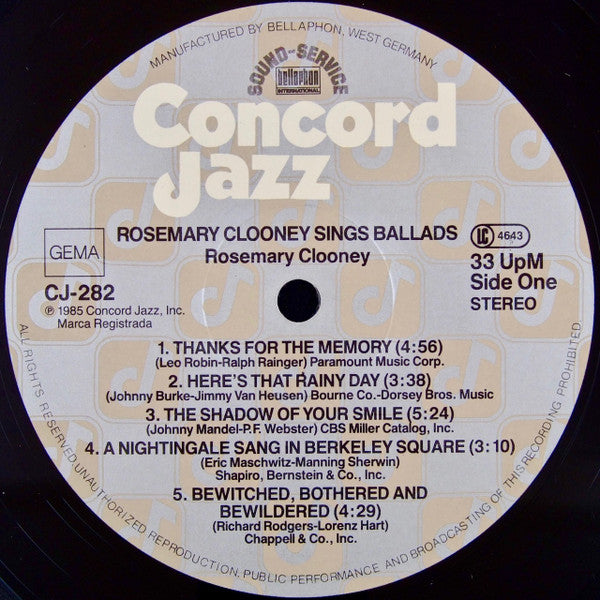 MANUFACTURED BY BELLAPHON, WEST GERMANY
SOUND-SERVICE
bellaphon
INTERNATIONAL
Concord
Jazz
ROSEMARY CLOONEY SINGS BALLADS
Rosemary Clooney
GEMA
LC 4643
CJ-282
33 UpM
℗ 1985 Concord Jazz, Inc.
Side One
Marca Registrada
STEREO
1. THANKS FOR THE MEMORY (4:56)
(Leo Robin-Ralph Rainger) Paramount Music Corp.
2. HERE'S THAT RAINY DAY (3:38)
(Johnny Burke-Jimmy Van Heusen) Bourne Co.-Dorsey Bros. Music
3. THE SHADOW OF YOUR SMILE (5:24)
(Johnny Mandel-P.F. Webster) CBS Miller Catalog, Inc.
4. A NIGHTINGALE SANG IN BERKELEY SQUARE (3:10)
(Eric Maschwitz-Manning Sherwin)
Shapiro, Bernstein & Co., Inc.
5. BEWITCHED, BOTHERED AND
BEWILDERED (4:29)
(Richard Rodgers-Lorenz Hart)
Chappell & Co., Inc.
ALL RIGHTS RESERVED.UNAUTHORIZED REPRODUCTION, PUBLIC PERFORMANCE AND BROADCASTING OF THIS RECORDING PROHIBITED